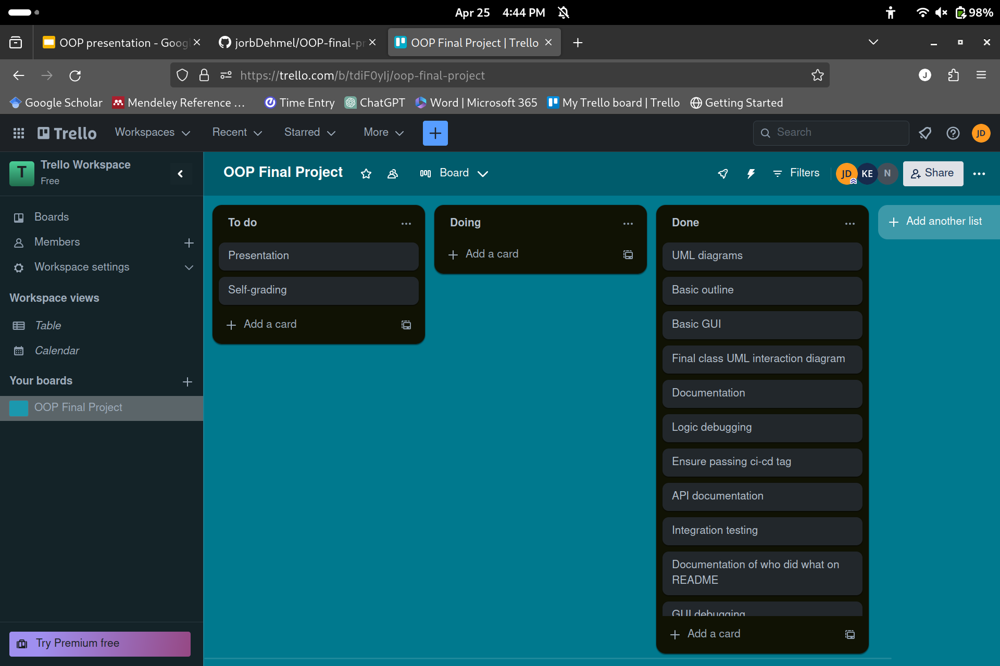 Apr 25 4:44 PM
98%
OOP presentation - Goog
jorbDehmel/OOP-final-pr
OOP Final Project | Trello
https://trello.com/b/tdiF0yIj/oop-final-project
J
Google Scholar
Mendeley Reference ...
Time Entry
ChatGPT
Word | Microsoft 365
My Trello board | Trello
Getting Started
Trello
Workspaces
Recent
Starred
More
Search
JD
T
Trello Workspace
Free
OOP Final Project
Board
Filters
JD
KE
N
Share
Boards
Members
Workspace settings
Workspace views
Table
Calendar
Your boards
OOP Final Project
Try Premium free
To do
Presentation
Self-grading
Add a card
Doing
Add a card
Done
UML diagrams
Basic outline
Basic GUI
Final class UML interaction diagram
Documentation
Logic debugging
Ensure passing ci-cd tag
API documentation
Integration testing
Documentation of who did what on
README
GUI debugging
Add a card
Add another list